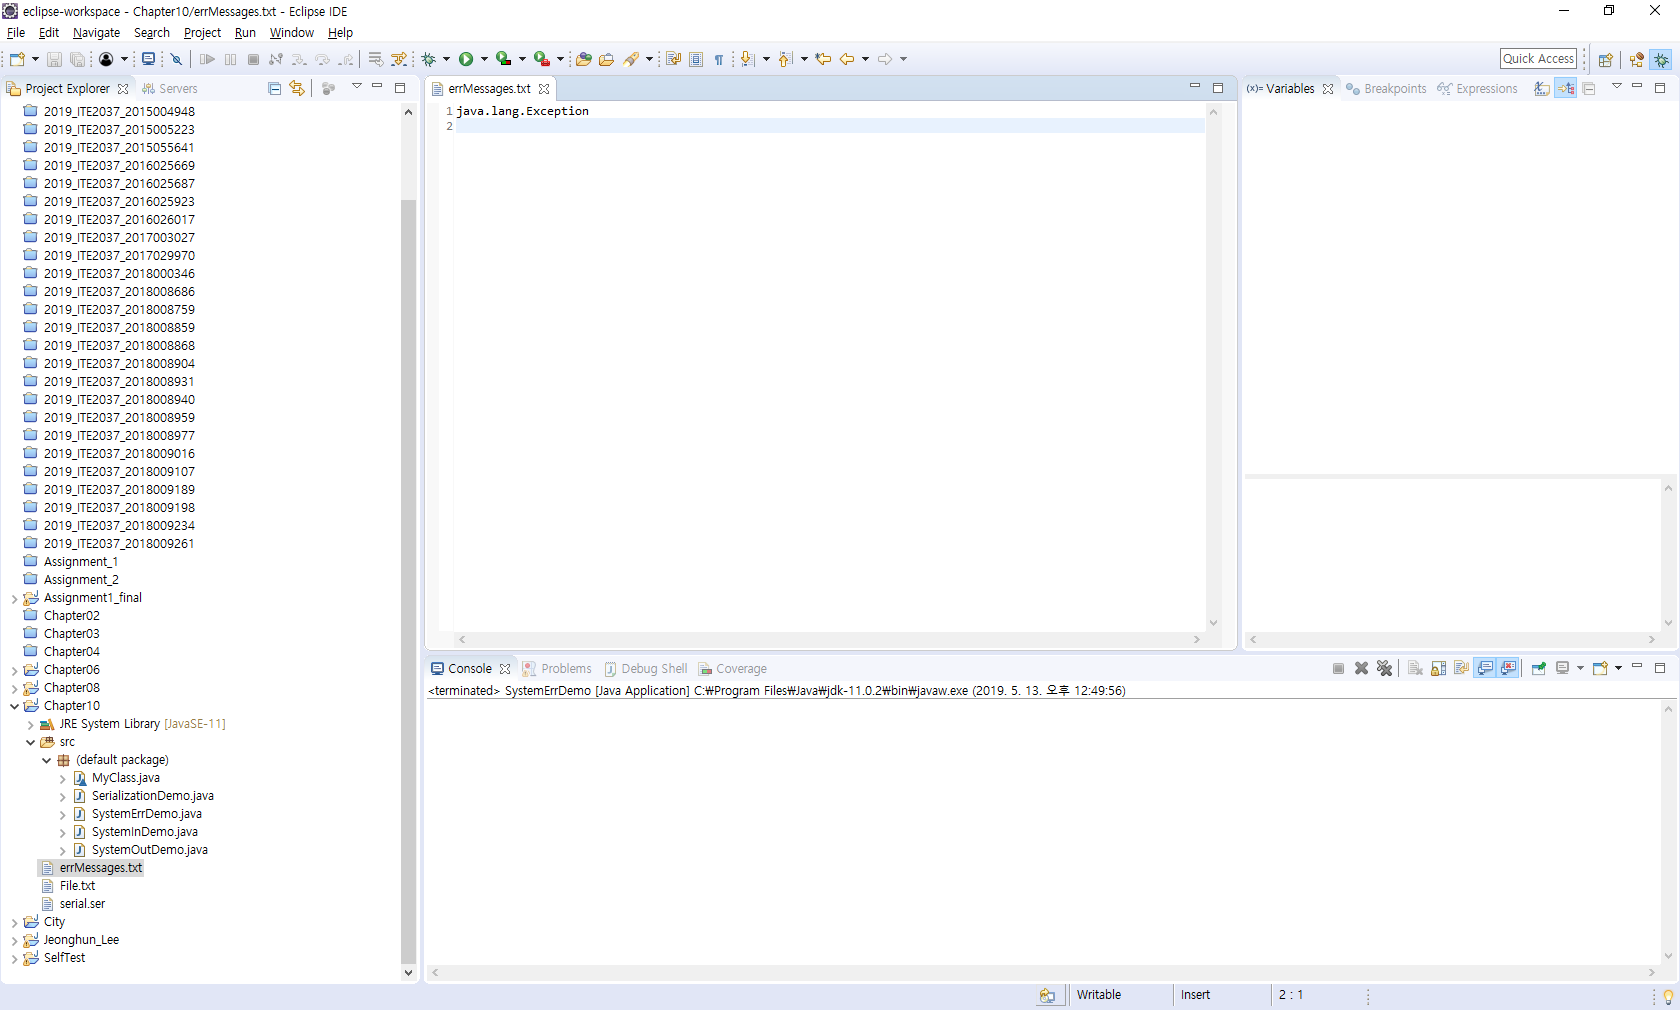 eclipse-workspace - Chapter10/errMessages.txt - Eclipse IDE
File Edit Navigate Search Project Run Window Help
Quick Access
Project Explorer Servers
2019_ITE2037_2015004948
2019_ITE2037_2015005223
2019_ITE2037_2015055641
2019_ITE2037_2016025669
2019_ITE2037_2016025687
2019_ITE2037_2016025923
2019_ITE2037_2016026017
2019_ITE2037_2017003027
2019_ITE2037_2017029970
2019_ITE2037_2018000346
2019_ITE2037_2018008686
2019_ITE2037_2018008759
2019_ITE2037_2018008859
2019_ITE2037_2018008868
2019_ITE2037_2018008904
2019_ITE2037_2018008931
2019_ITE2037_2018008940
2019_ITE2037_2018008959
2019_ITE2037_2018008977
2019_ITE2037_2018009016
2019_ITE2037_2018009107
2019_ITE2037_2018009189
2019_ITE2037_2018009198
2019_ITE2037_2018009234
2019_ITE2037_2018009261
Assignment_1
Assignment_2
Assignment1_final
Chapter02
Chapter03
Chapter04
Chapter06
Chapter08
Chapter10
JRE System Library [JavaSE-11]
src
(default package)
MyClass.java
SerializationDemo.java
SystemErrDemo.java
SystemInDemo.java
SystemOutDemo.java
errMessages.txt
File.txt
serial.ser
City
Jeonghun_Lee
SelfTest
errMessages.txt
1 java.lang.Exception
2
(x)= Variables Breakpoints Expressions
Console Problems Debug Shell Coverage
<terminated> SystemErrDemo [Java Application] C:₩Program Files₩Java₩jdk-11.0.2₩bin₩javaw.exe (2019. 5. 13. 오후 12:49:56)
Writable Insert 2 : 1